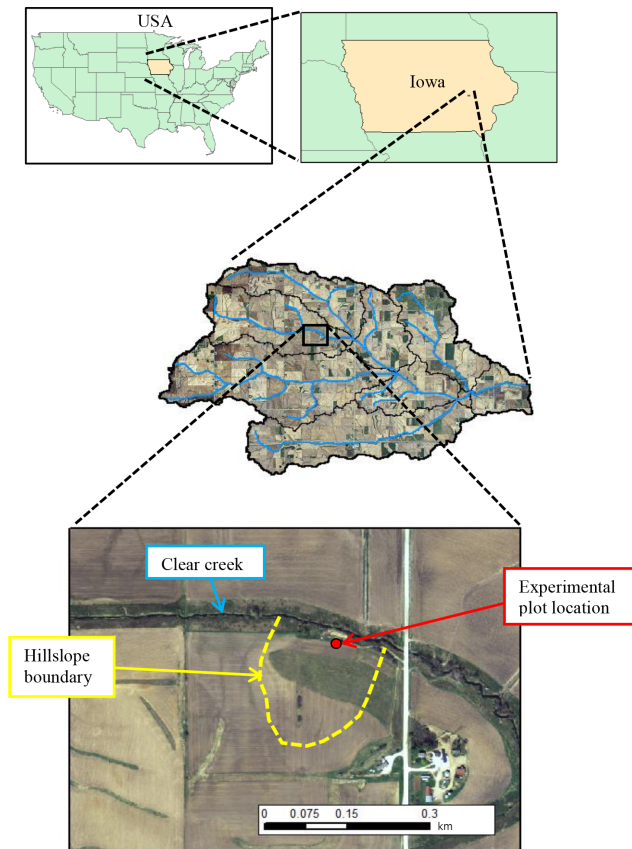 USA
Iowa
Clear creek
Experimental
plot location
Hillslope
boundary
0 0.075 0.15 0.3
km